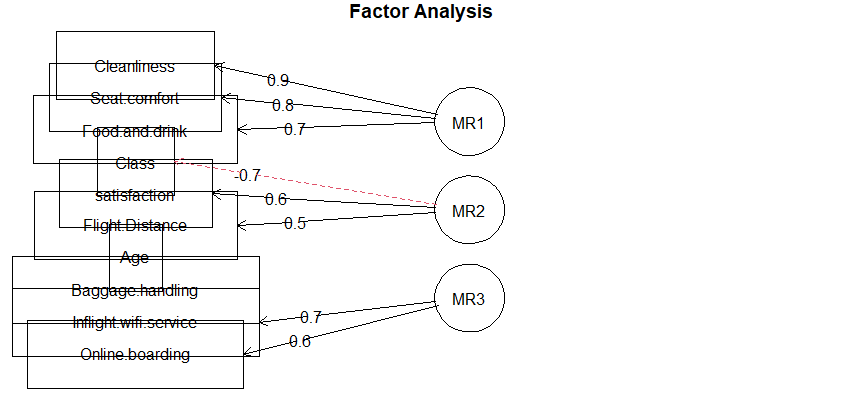 Factor Analysis
Cleanliness
0.9
Seat.comfort
0.8
MR1
Food.and.drink
0.7
Class
-0.7
satisfaction
0.6
MR2
Flight.Distance
0.5
Age
Baggage.handling
MR3
Inflight.wifi.service
0.7
Online.boarding
0.6